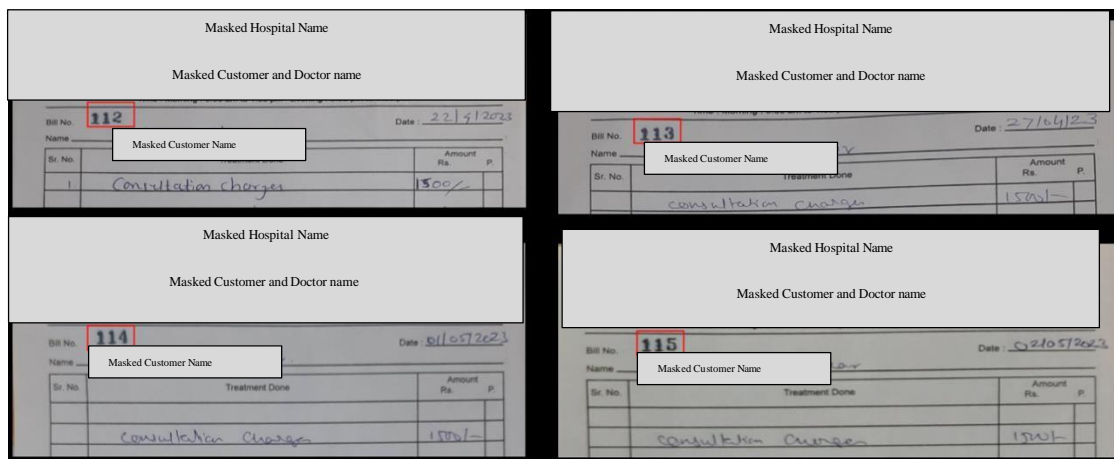 Masked Hospital Name
Masked Customer and Doctor name
Bill No. 112 Date : 22/4/2023
Name
Masked Customer Name
Sr. No. Treatment Done Amount Rs. P.
1 Consultation charges 1500/-
Masked Hospital Name
Masked Customer and Doctor name
Bill No. 113 Date : 27/04/23
Name
Masked Customer Name
Sr. No. Treatment Done Amount Rs. P.
consultation charges 1500/-
Masked Hospital Name
Masked Customer and Doctor name
Bill No. 114 Date : 01/05/2023
Name
Masked Customer Name
Sr. No. Treatment Done Amount Rs. P.
Consultation Charges 1500/-
Masked Hospital Name
Masked Customer and Doctor name
Bill No. 115 Date : 02/05/2023
Name
Masked Customer Name
Sr. No. Treatment Done Amount Rs. P.
Consultation Charges 1500/-